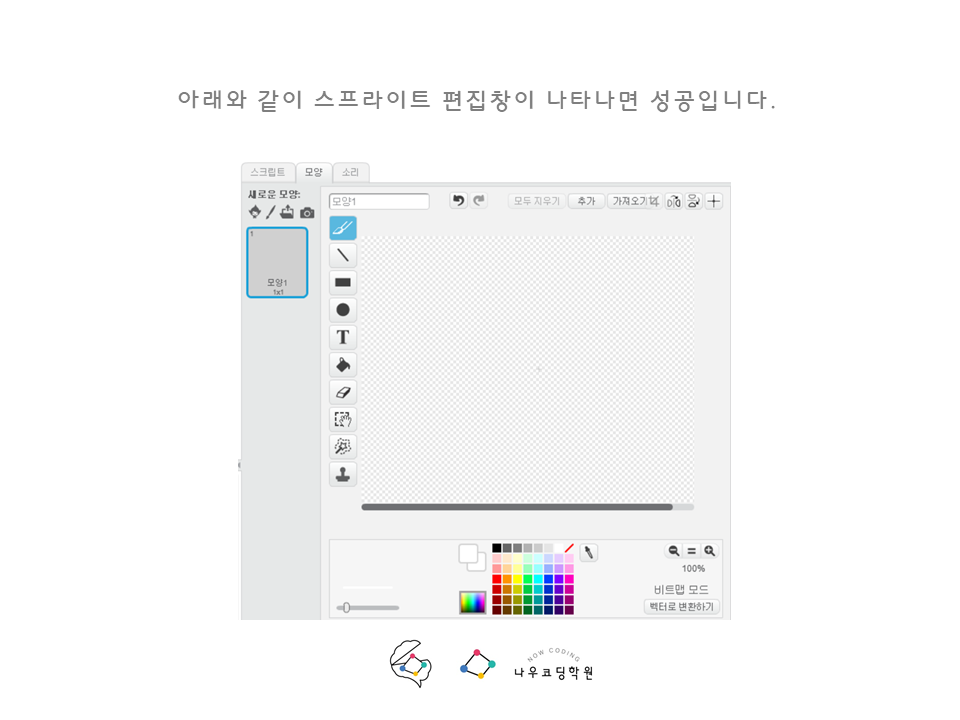 아래와 같이 스프라이트 편집창이 나타나면 성공입니다.
스크립트 모양 소리
새로운 모양:
모양1 모두 지우기 추가 가져오기
1
모양1
1x1
T
100%
비트맵 모드
벡터로 변환하기
NOW CODING
나우코딩학원